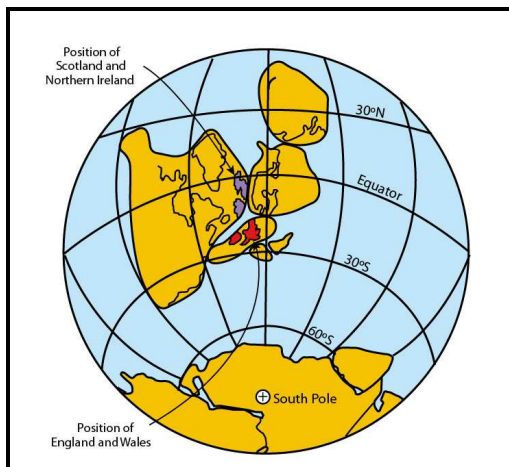 Position of
Scotland and
Northern Ireland
30ºN
Equator
30ºS
60ºS
South Pole
Position of
England and Wales